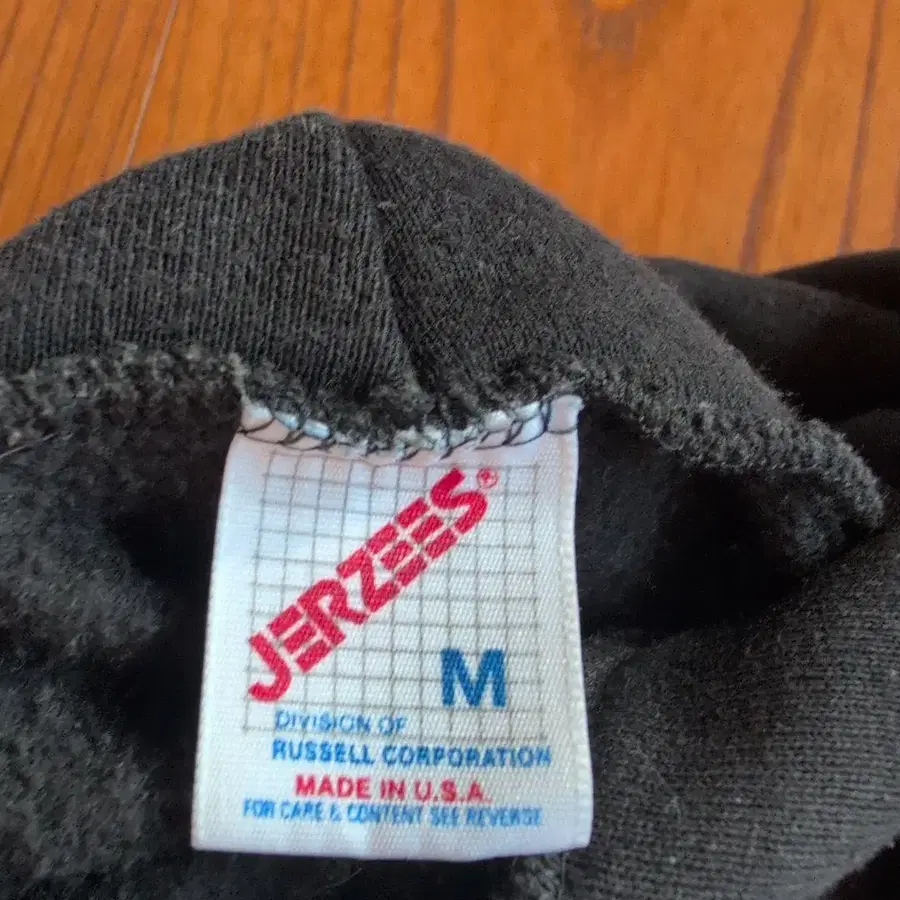 JERZEES®
M
DIVISION OF
RUSSELL CORPORATION
MADE IN U.S.A.
FOR CARE & CONTENT SEE REVERSE